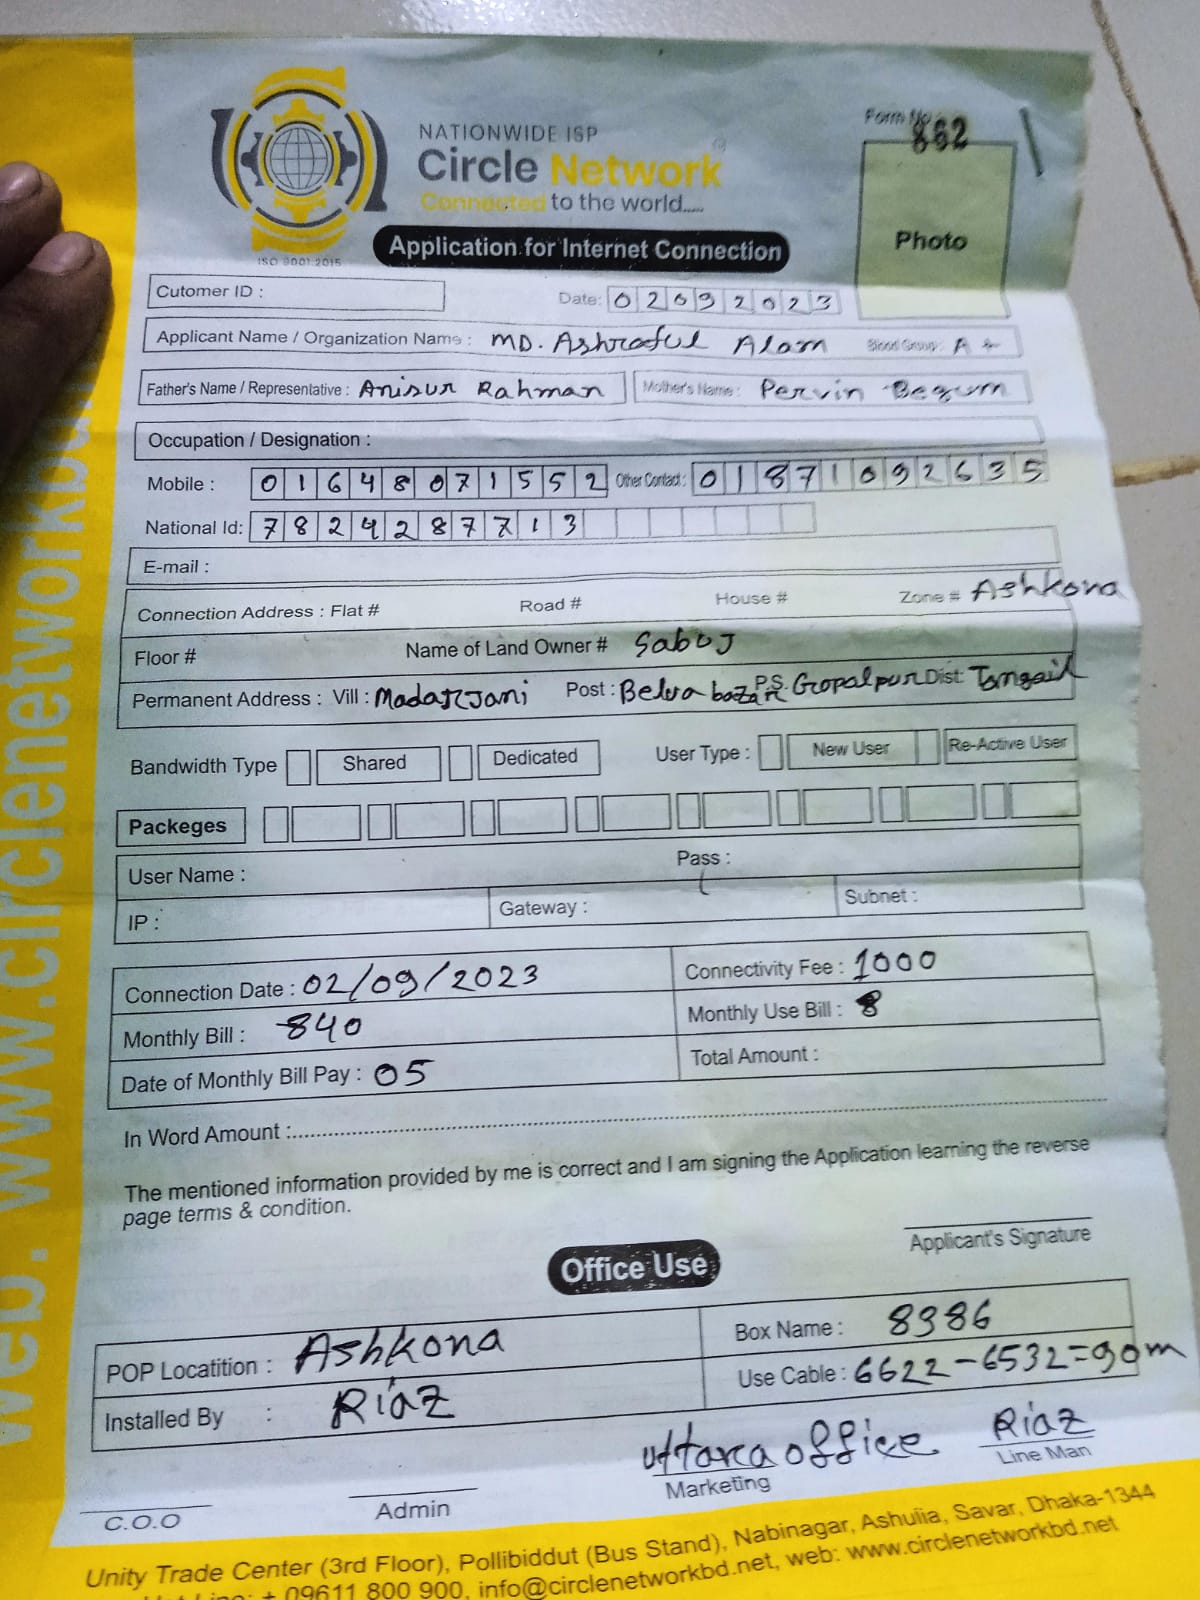 NATIONWIDE ISP
Circle Network
Connected to the world.....
ISO 9001:2015
Form No 862
Photo
Application for Internet Connection
Cutomer ID :
Date: 02092023
Applicant Name / Organization Name : MD. Ashraful Alam Blood Group: A+
Father's Name / Representative : Anisur Rahman Mother's Name : Pervin Begum
Occupation / Designation :
Mobile : 01648071552 Other Contact : 01871092635
National Id: 7824287713
E-mail :
Connection Address : Flat # Road # House # Zone # Ashkona
Floor # Name of Land Owner # Sabuj
Permanent Address : Vill : Madarjani Post : Belua bazar P.S. Gopalpur Dist: Tangail
Bandwidth Type Shared Dedicated User Type : New User Re-Active User
Packeges
User Name : Pass :
IP : Gateway : Subnet :
Connection Date : 02/09/2023 Connectivity Fee : 1000
Monthly Bill : 840 Monthly Use Bill : 8
Date of Monthly Bill Pay : 05 Total Amount :
In Word Amount :
The mentioned information provided by me is correct and I am signing the Application learning the reverse
page terms & condition.
Applicant's Signature
Office Use
POP Locatition : Ashkona Box Name : 8386
Installed By : Riaz Use Cable : 6622-6532=90m
uttara office Riaz
C.O.O Admin Marketing Line Man
Unity Trade Center (3rd Floor), Pollibiddut (Bus Stand), Nabinagar, Ashulia, Savar, Dhaka-1344
+ 09611 800 900, info@circlenetworkbd.net, web: www.circlenetworkbd.net
web. www.circlenetworkbd